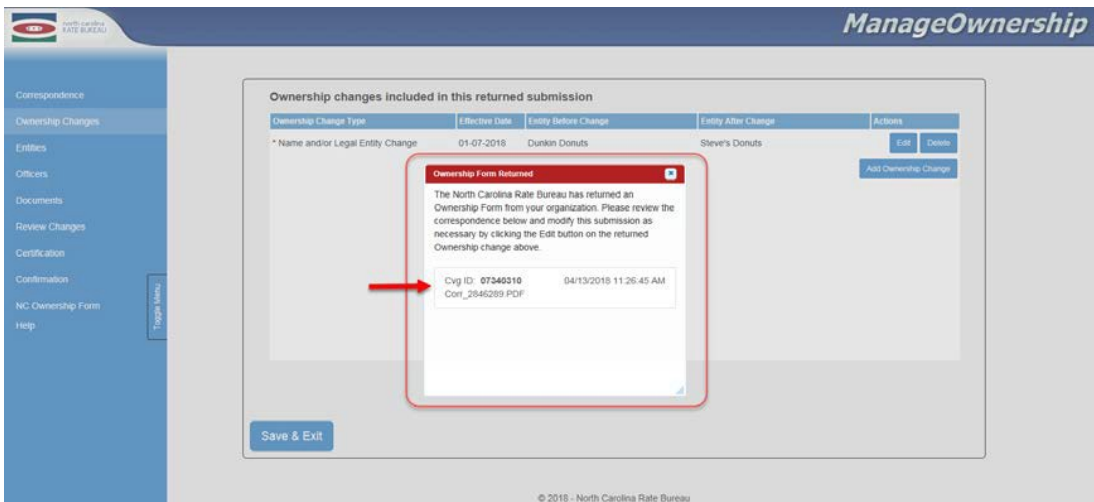 north carolina
RATE BUREAU
ManageOwnership
Correspondence
Ownership Changes
Entities
Officers
Documents
Review Changes
Certification
Confirmation
NC Ownership Form
Help
Toggle Menu
Ownership changes included in this returned submission
Ownership Change Type Effective Date Entity Before Change Entity After Change Actions
* Name and/or Legal Entity Change 01-07-2018 Dunkin Donuts Steve's Donuts Edit Delete
Add Ownership Change
Ownership Form Returned
The North Carolina Rate Bureau has returned an
Ownership Form from your organization. Please review the
correspondence below and modify this submission as
necessary by clicking the Edit button on the returned
Ownership change above.
Cvg ID: 07340310 04/13/2018 11:26:45 AM
Corr_2846289.PDF
Save & Exit
© 2018 - North Carolina Rate Bureau